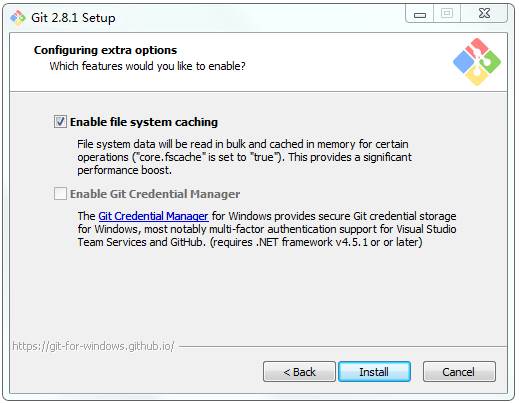 Git 2.8.1 Setup
Configuring extra options
Which features would you like to enable?
Enable file system caching
File system data will be read in bulk and cached in memory for certain
operations ("core.fscache" is set to "true"). This provides a significant
performance boost.
Enable Git Credential Manager
The Git Credential Manager for Windows provides secure Git credential storage
for Windows, most notably multi-factor authentication support for Visual Studio
Team Services and GitHub. (requires .NET framework v4.5.1 or or later)
https://git-for-windows.github.io/
< Back
Install
Cancel